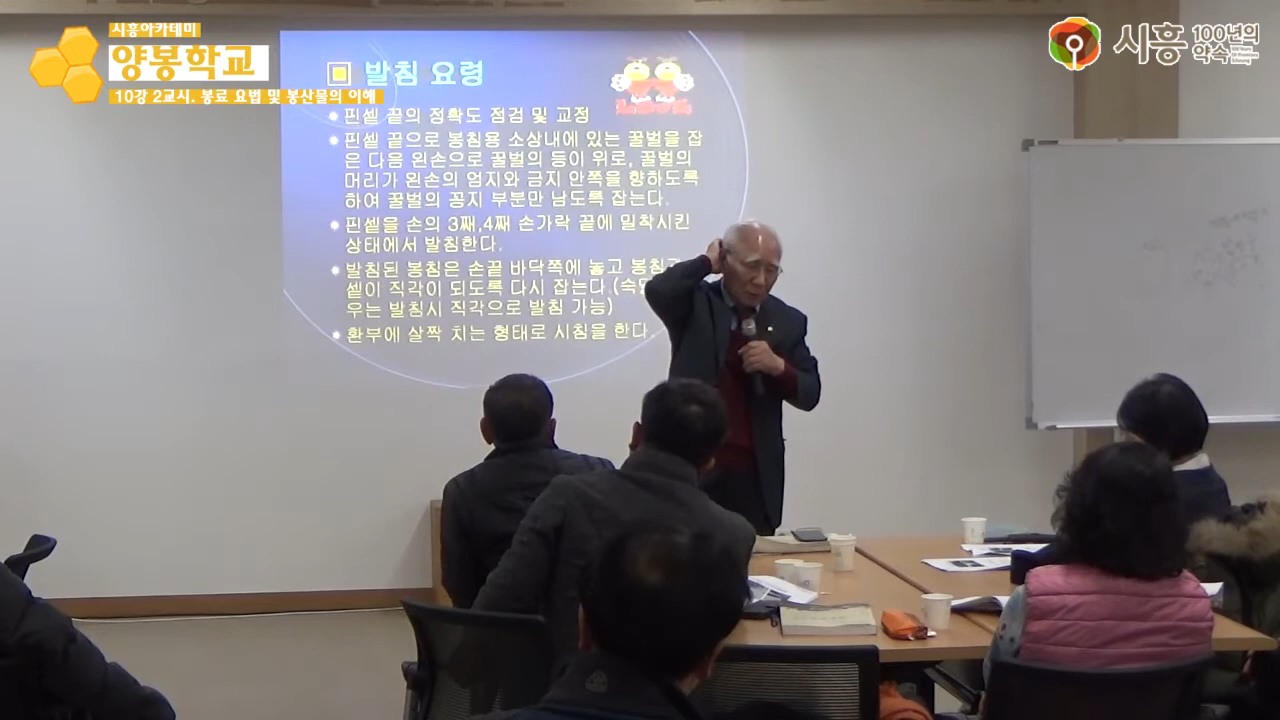 시흥아카데미
양봉학교
10강 2교시. 봉료 요법 및 봉산물의 이해
시흥 100년의
약속
발침 요령
핀셀 끝의 정확도 점검 및 교정
핀셀 끝으로 봉침용 소상내에 있는 꿀벌을 잡
은 다음 왼손으로 꿀벌의 등이 위로, 꿀벌의
머리가 왼손의 엄지와 금지 안쪽을 향하도록
하여 꿀벌의 꽁지 부분만 남도록 잡는다.
핀셀을 손의 3째,4째 손가락 끝에 밀착시킨
상태에서 발침한다.
발침된 봉침은 손끝 바닥쪽에 놓고 봉침
셀이 직각이 되도록 다시 잡는다.(숙
우는 발침시 직각으로 발침 가능)
환부에 살짝 치는 형태로 시침을 한다.